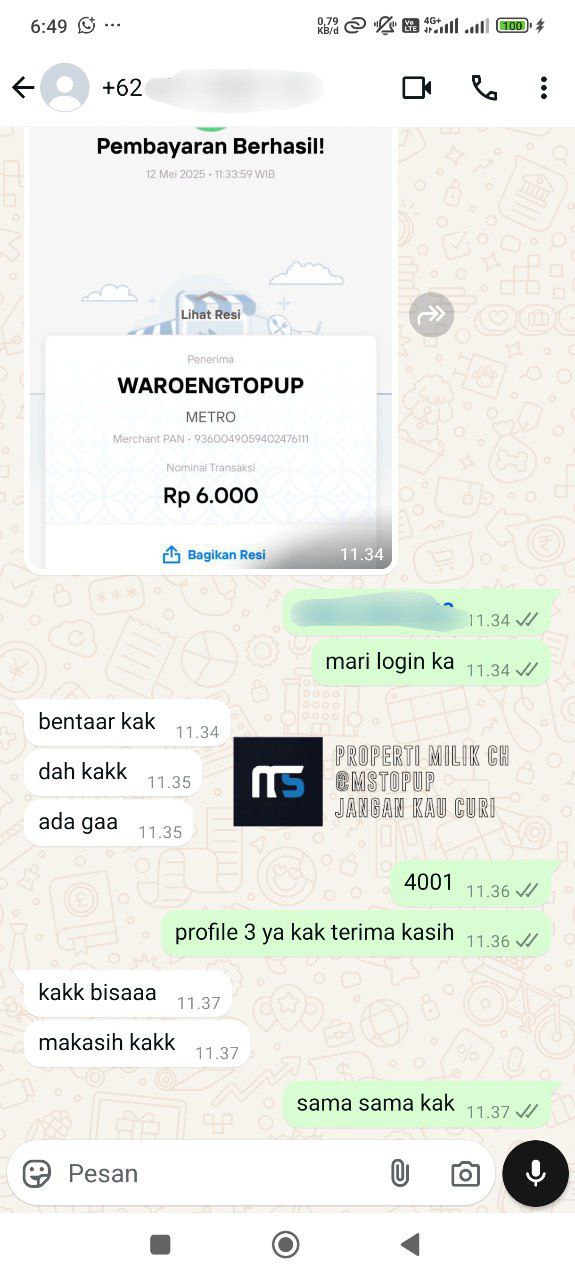 6:49
0,79
KB/d
Vo
LTE
4G+
100
+62
Pembayaran Berhasil!
12 Mei 2025 • 11:33:59 WIB
Lihat Resi
Penerima
WAROENGTOPUP
METRO
Merchant PAN • 9360049059402476111
Nominal Transaksi
Rp 6.000
Bagikan Resi
11.34
11.34
mari login ka 11.34
bentaar kak 11.34
dah kakk 11.35
ada gaa 11.35
MS
PROPERTI MILIK CH
@MSTOPUP
JANGAN KAU CURI
4001 11.36
profile 3 ya kak terima kasih 11.36
kakk bisaaa 11.37
makasih kakk 11.37
sama sama kak 11.37
Pesan